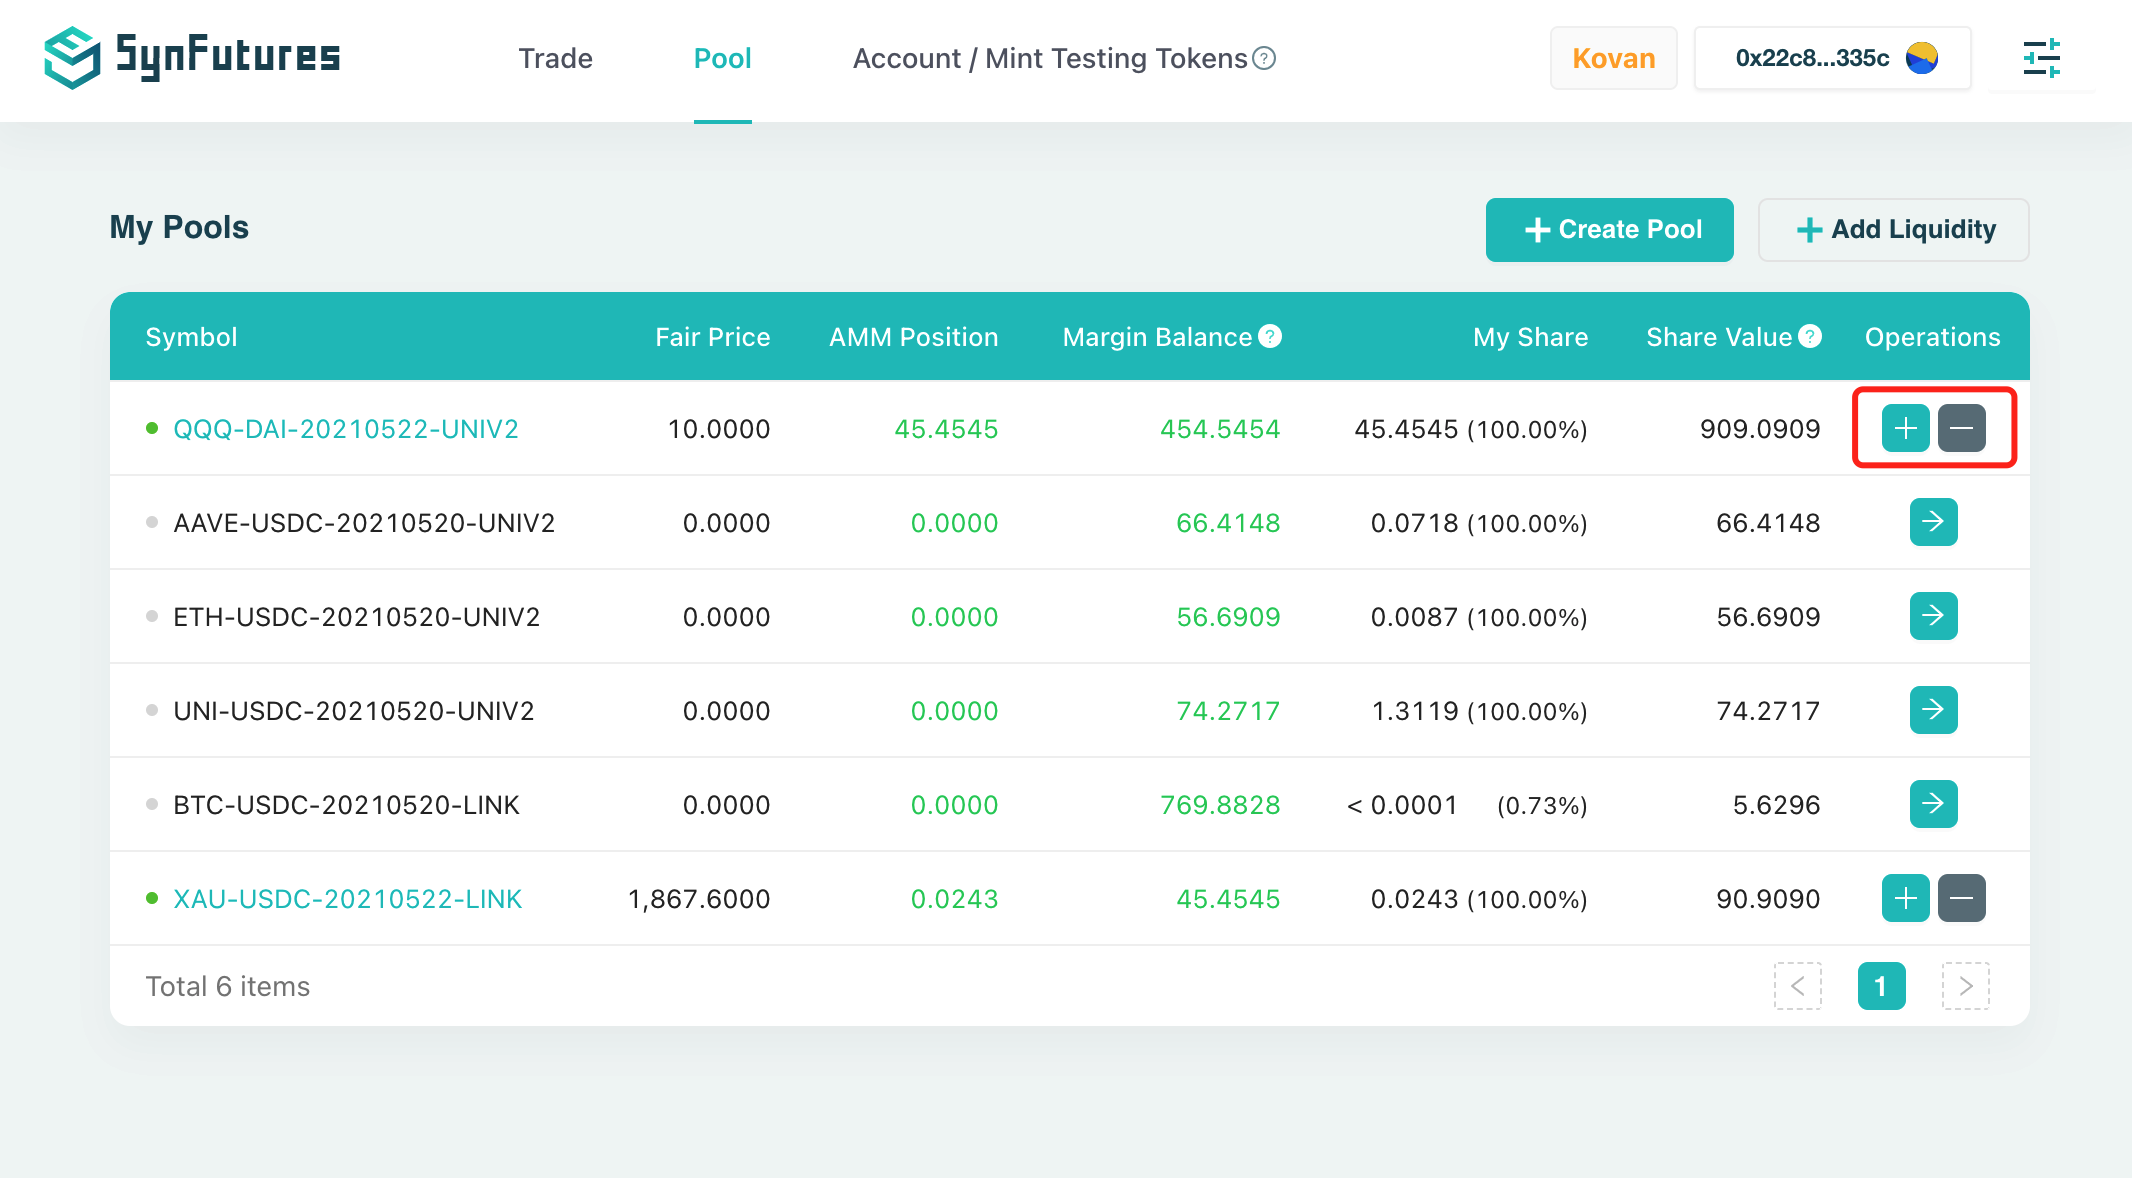 SynFutures Trade Pool Account / Mint Testing Tokens ? Kovan 0x22c8...335c
My Pools + Create Pool + Add Liquidity
Symbol Fair Price AMM Position Margin Balance ? My Share Share Value ? Operations
QQQ-DAI-20210522-UNIV2 10.0000 45.4545 454.5454 45.4545 (100.00%) 909.0909 + —
AAVE-USDC-20210520-UNIV2 0.0000 0.0000 66.4148 0.0718 (100.00%) 66.4148 →
ETH-USDC-20210520-UNIV2 0.0000 0.0000 56.6909 0.0087 (100.00%) 56.6909 →
UNI-USDC-20210520-UNIV2 0.0000 0.0000 74.2717 1.3119 (100.00%) 74.2717 →
BTC-USDC-20210520-LINK 0.0000 0.0000 769.8828 < 0.0001 (0.73%) 5.6296 →
XAU-USDC-20210522-LINK 1,867.6000 0.0243 45.4545 0.0243 (100.00%) 90.9090 + —
Total 6 items < 1 >